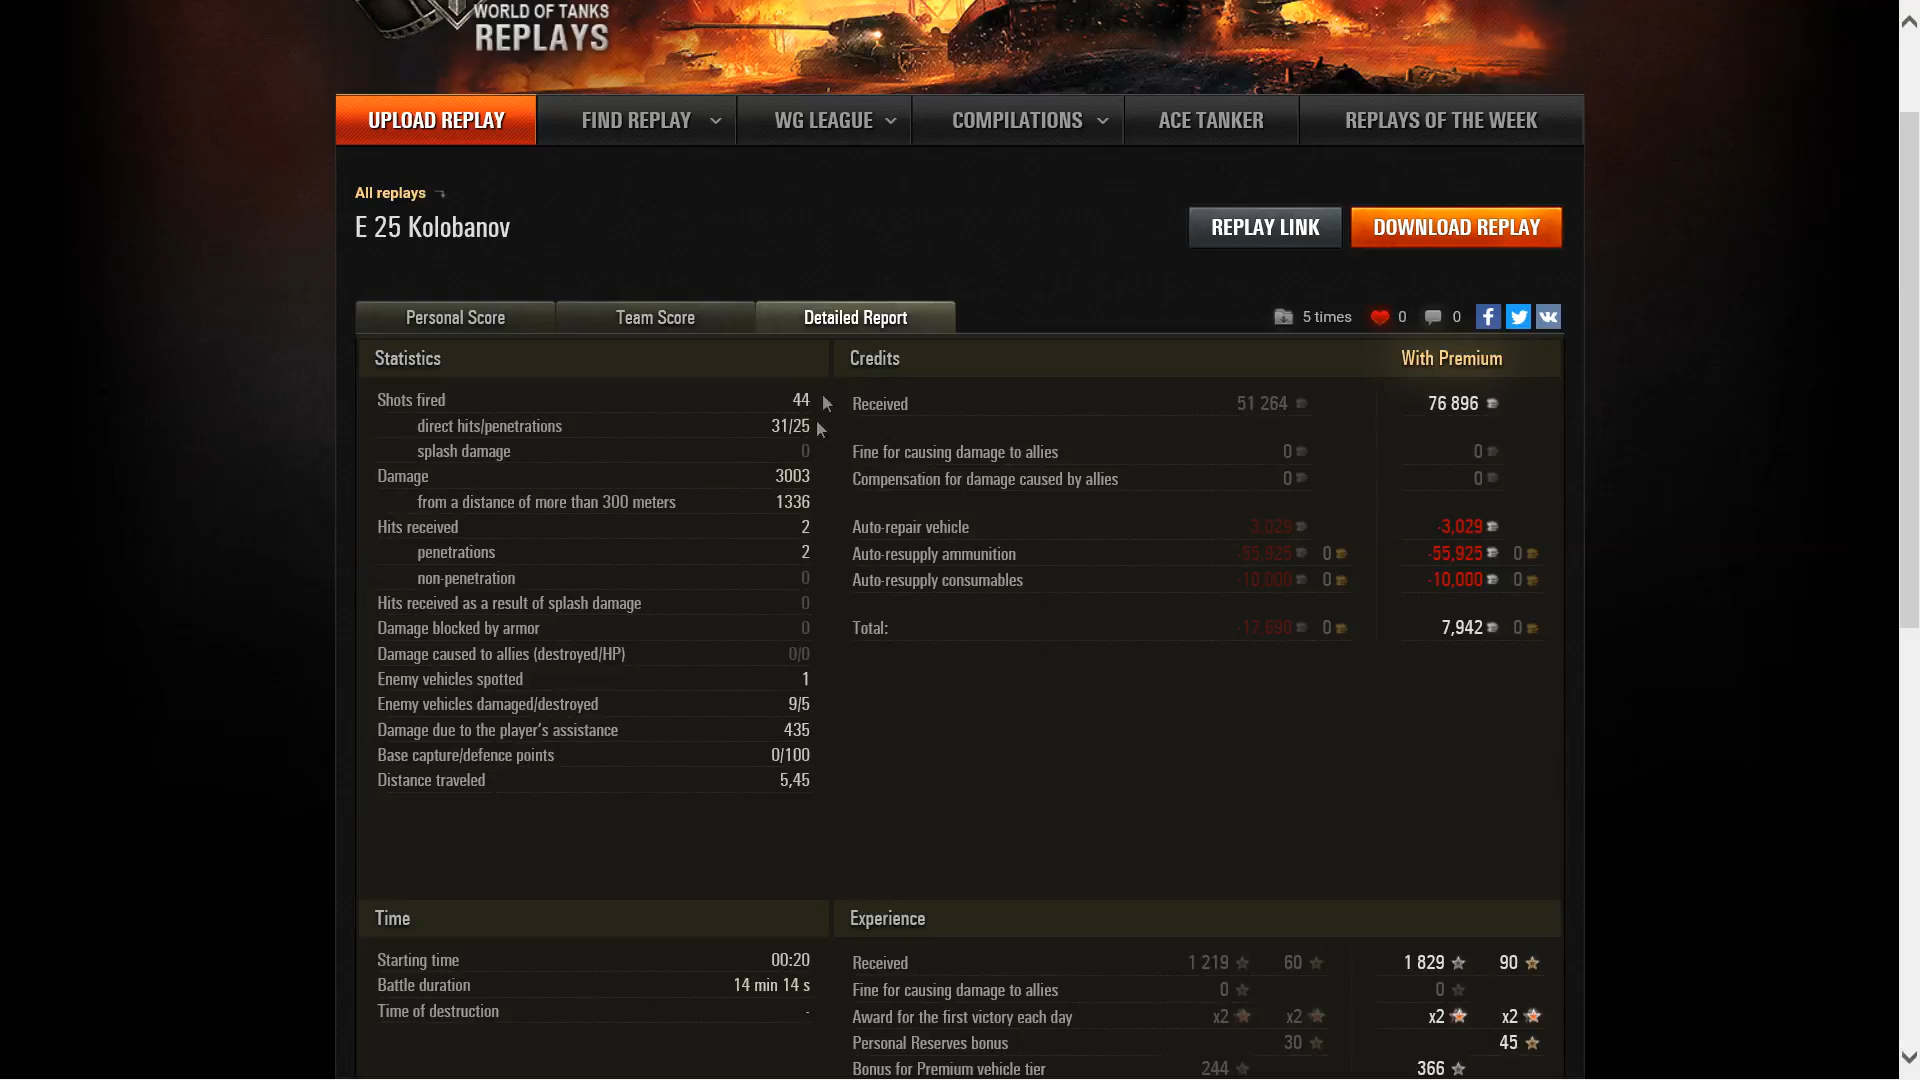 WORLD OF TANKS
REPLAYS
UPLOAD REPLAY FIND REPLAY WG LEAGUE COMPILATIONS ACE TANKER REPLAYS OF THE WEEK
All replays
E 25 Kolobanov
REPLAY LINK DOWNLOAD REPLAY
Personal Score Team Score Detailed Report 5 times 0 0
Statistics
Shots fired 44
direct hits/penetrations 31/25
splash damage 0
Damage 3003
from a distance of more than 300 meters 1336
Hits received 2
penetrations 2
non-penetration 0
Hits received as a result of splash damage 0
Damage blocked by armor 0
Damage caused to allies (destroyed/HP) 0/0
Enemy vehicles spotted 1
Enemy vehicles damaged/destroyed 9/5
Damage due to the player's assistance 435
Base capture/defence points 0/100
Distance traveled 5,45
Credits With Premium
Received 51 264 76 896
Fine for causing damage to allies 0 0
Compensation for damage caused by allies 0 0
Auto-repair vehicle -3,029 -3,029
Auto-resupply ammunition -55,925 0 -55,925 0
Auto-resupply consumables -10,000 0 -10,000 0
Total: -17,690 0 7,942 0
Time
Starting time 00:20
Battle duration 14 min 14 s
Time of destruction -
Experience
Received 1 219 60 1 829 90
Fine for causing damage to allies 0 0
Award for the first victory each day x2 x2 x2 x2
Personal Reserves bonus 30 45
Bonus for Premium vehicle tier 244 366